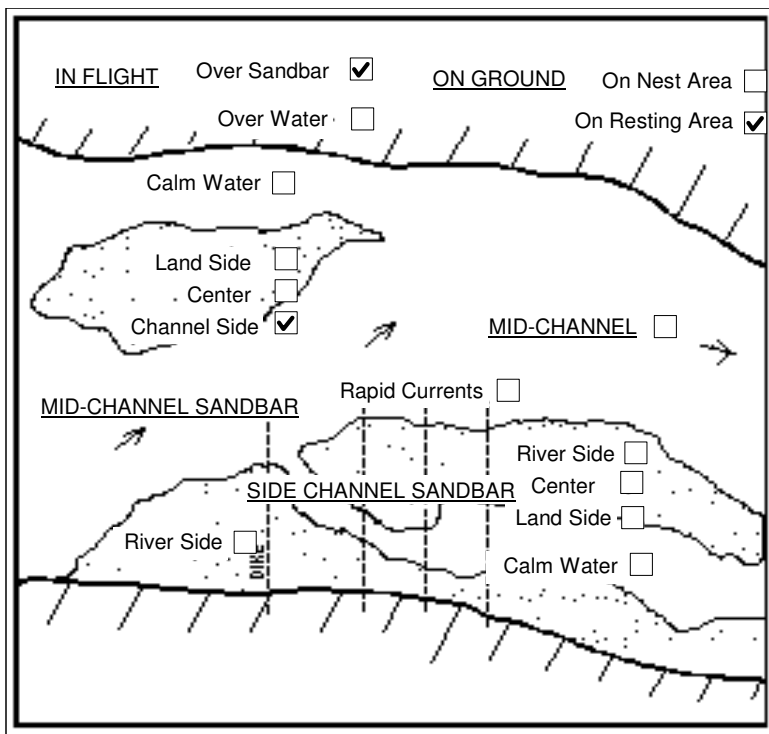 IN FLIGHT Over Sandbar ON GROUND On Nest Area
Over Water On Resting Area
Calm Water
Land Side
Center
Channel Side
MID-CHANNEL
Rapid Currents
MID-CHANNEL SANDBAR
River Side
SIDE CHANNEL SANDBAR Center
Land Side
River Side
DIKE
Calm Water